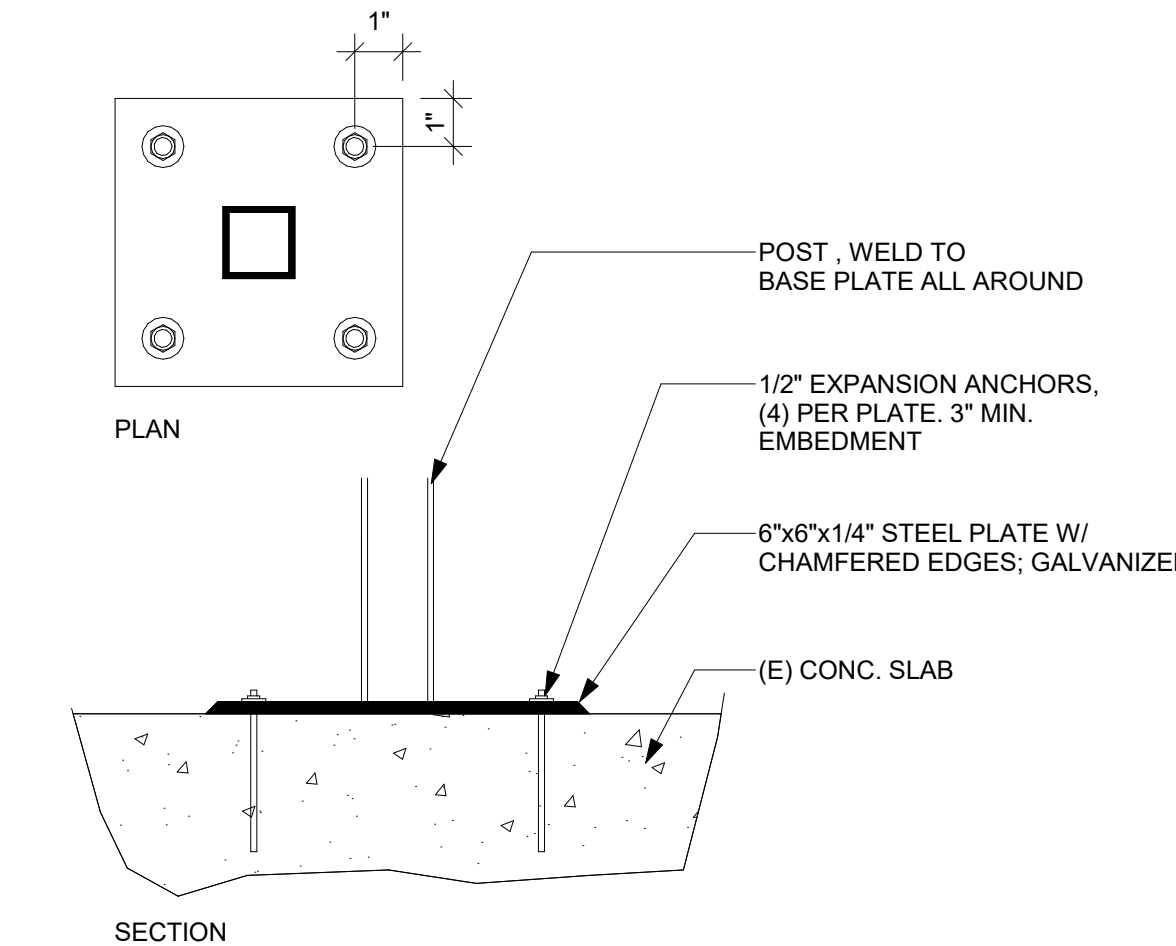 1"
1"
PLAN
POST , WELD TO
BASE PLATE ALL AROUND
1/2" EXPANSION ANCHORS,
(4) PER PLATE. 3" MIN.
EMBEDMENT
6"x6"x1/4" STEEL PLATE W/
CHAMFERED EDGES; GALVANIZE
(E) CONC. SLAB
SECTION